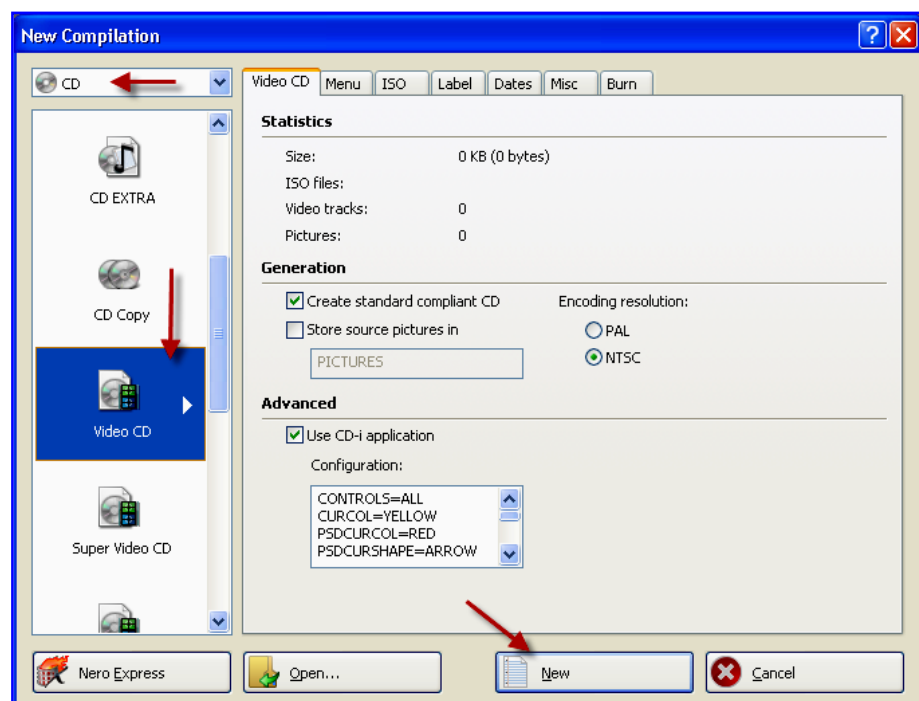 New Compilation
CD
CD EXTRA
CD Copy
Video CD
Super Video CD
Video CD Menu ISO Label Dates Misc Burn
Statistics
Size: 0 KB (0 bytes)
ISO files:
Video tracks: 0
Pictures: 0
Generation
Create standard compliant CD Encoding resolution:
Store source pictures in PAL
PICTURES NTSC
Advanced
Use CD-i application
Configuration:
CONTROLS=ALL
CURCOL=YELLOW
PSDCURCOL=RED
PSDCURSHAPE=ARROW
Nero Express Open... New Cancel